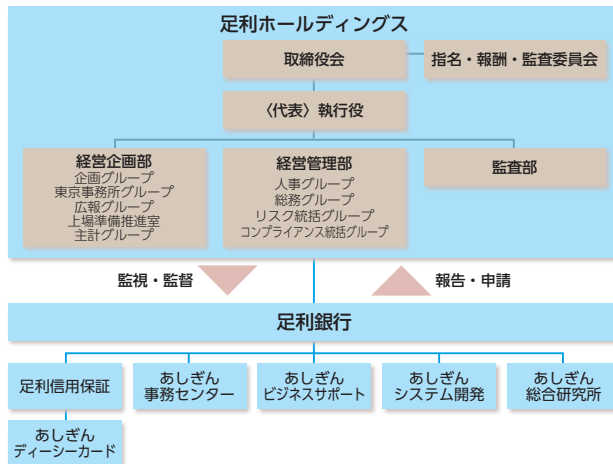 足利ホールディングス
取締役会
指名・報酬・監査委員会
〈代表〉執行役
経営企画部
企画グループ
東京事務所グループ
広報グループ
上場準備推進室
主計グループ
経営管理部
人事グループ
総務グループ
リスク統括グループ
コンプライアンス統括グループ
監査部
監視・監督
報告・申請
足利銀行
足利信用保証
あしぎん
事務センター
あしぎん
ビジネスサポート
あしぎん
システム開発
あしぎん
総合研究所
あしぎん
ディーシーカード